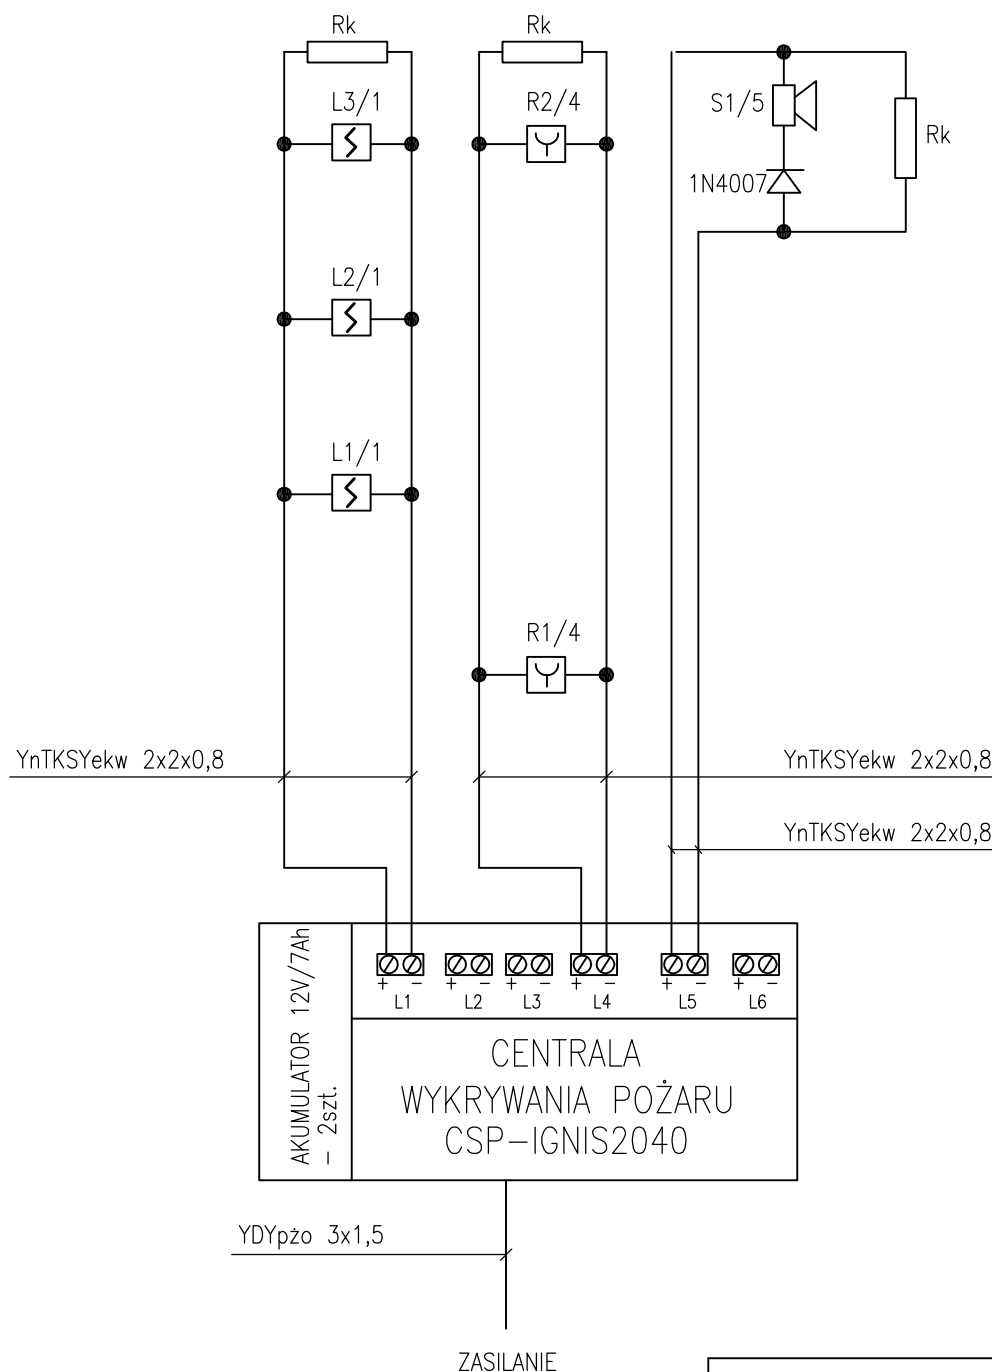 Rk
Rk
L3/1
R2/4
S1/5
Rk
1N4007
L2/1
L1/1
R1/4
YnTKSYekw 2x2x0,8
YnTKSYekw 2x2x0,8
YnTKSYekw 2x2x0,8
AKUMULATOR 12V/7Ah
- 2szt.
+ - + - + - + - + - + -
L1 L2 L3 L4 L5 L6
CENTRALA
WYKRYWANIA POŻARU
CSP-IGNIS2040
YDYpżo 3x1,5
ZASILANIE